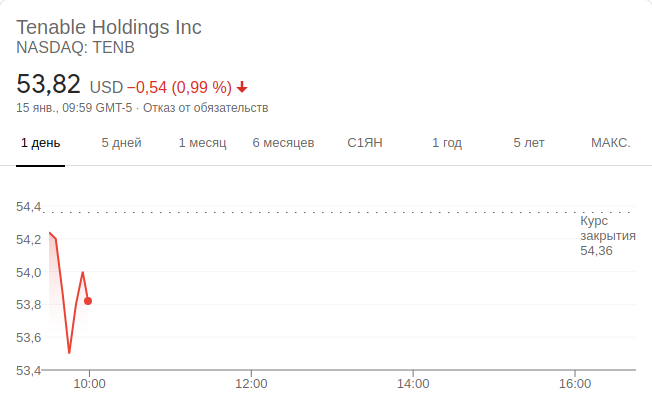 Tenable Holdings Inc
NASDAQ: TENB
53,82 USD −0,54 (0,99 %)
15 янв., 09:59 GMT-5 · Отказ от обязательств
1 день 5 дней 1 месяц 6 месяцев С1ЯН 1 год 5 лет МАКС.
54,4
Курс
закрытия
54,36
54,2
54,0
53,8
53,6
53,4
10:00 12:00 14:00 16:00